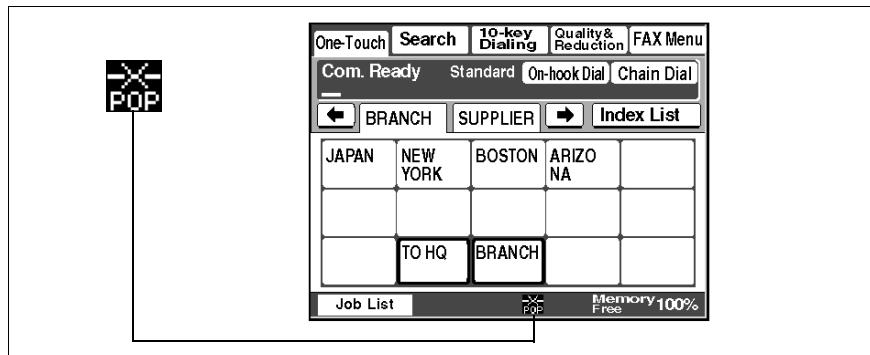 One-Touch Search 10-key Dialing Quality& Reduction FAX Menu
Com. Ready Standard On-hook Dial Chain Dial
POP
BRANCH SUPPLIER Index List
JAPAN NEW YORK BOSTON ARIZO NA
TO HQ BRANCH
Job List POP Memory Free 100%